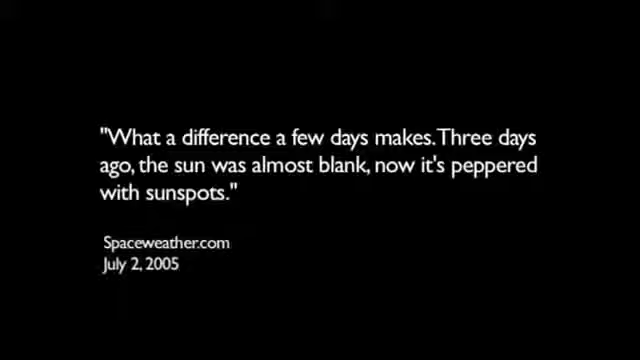 "What a difference a few days makes. Three days
ago, the sun was almost blank, now it's peppered
with sunspots."
Spaceweather.com
July 2, 2005